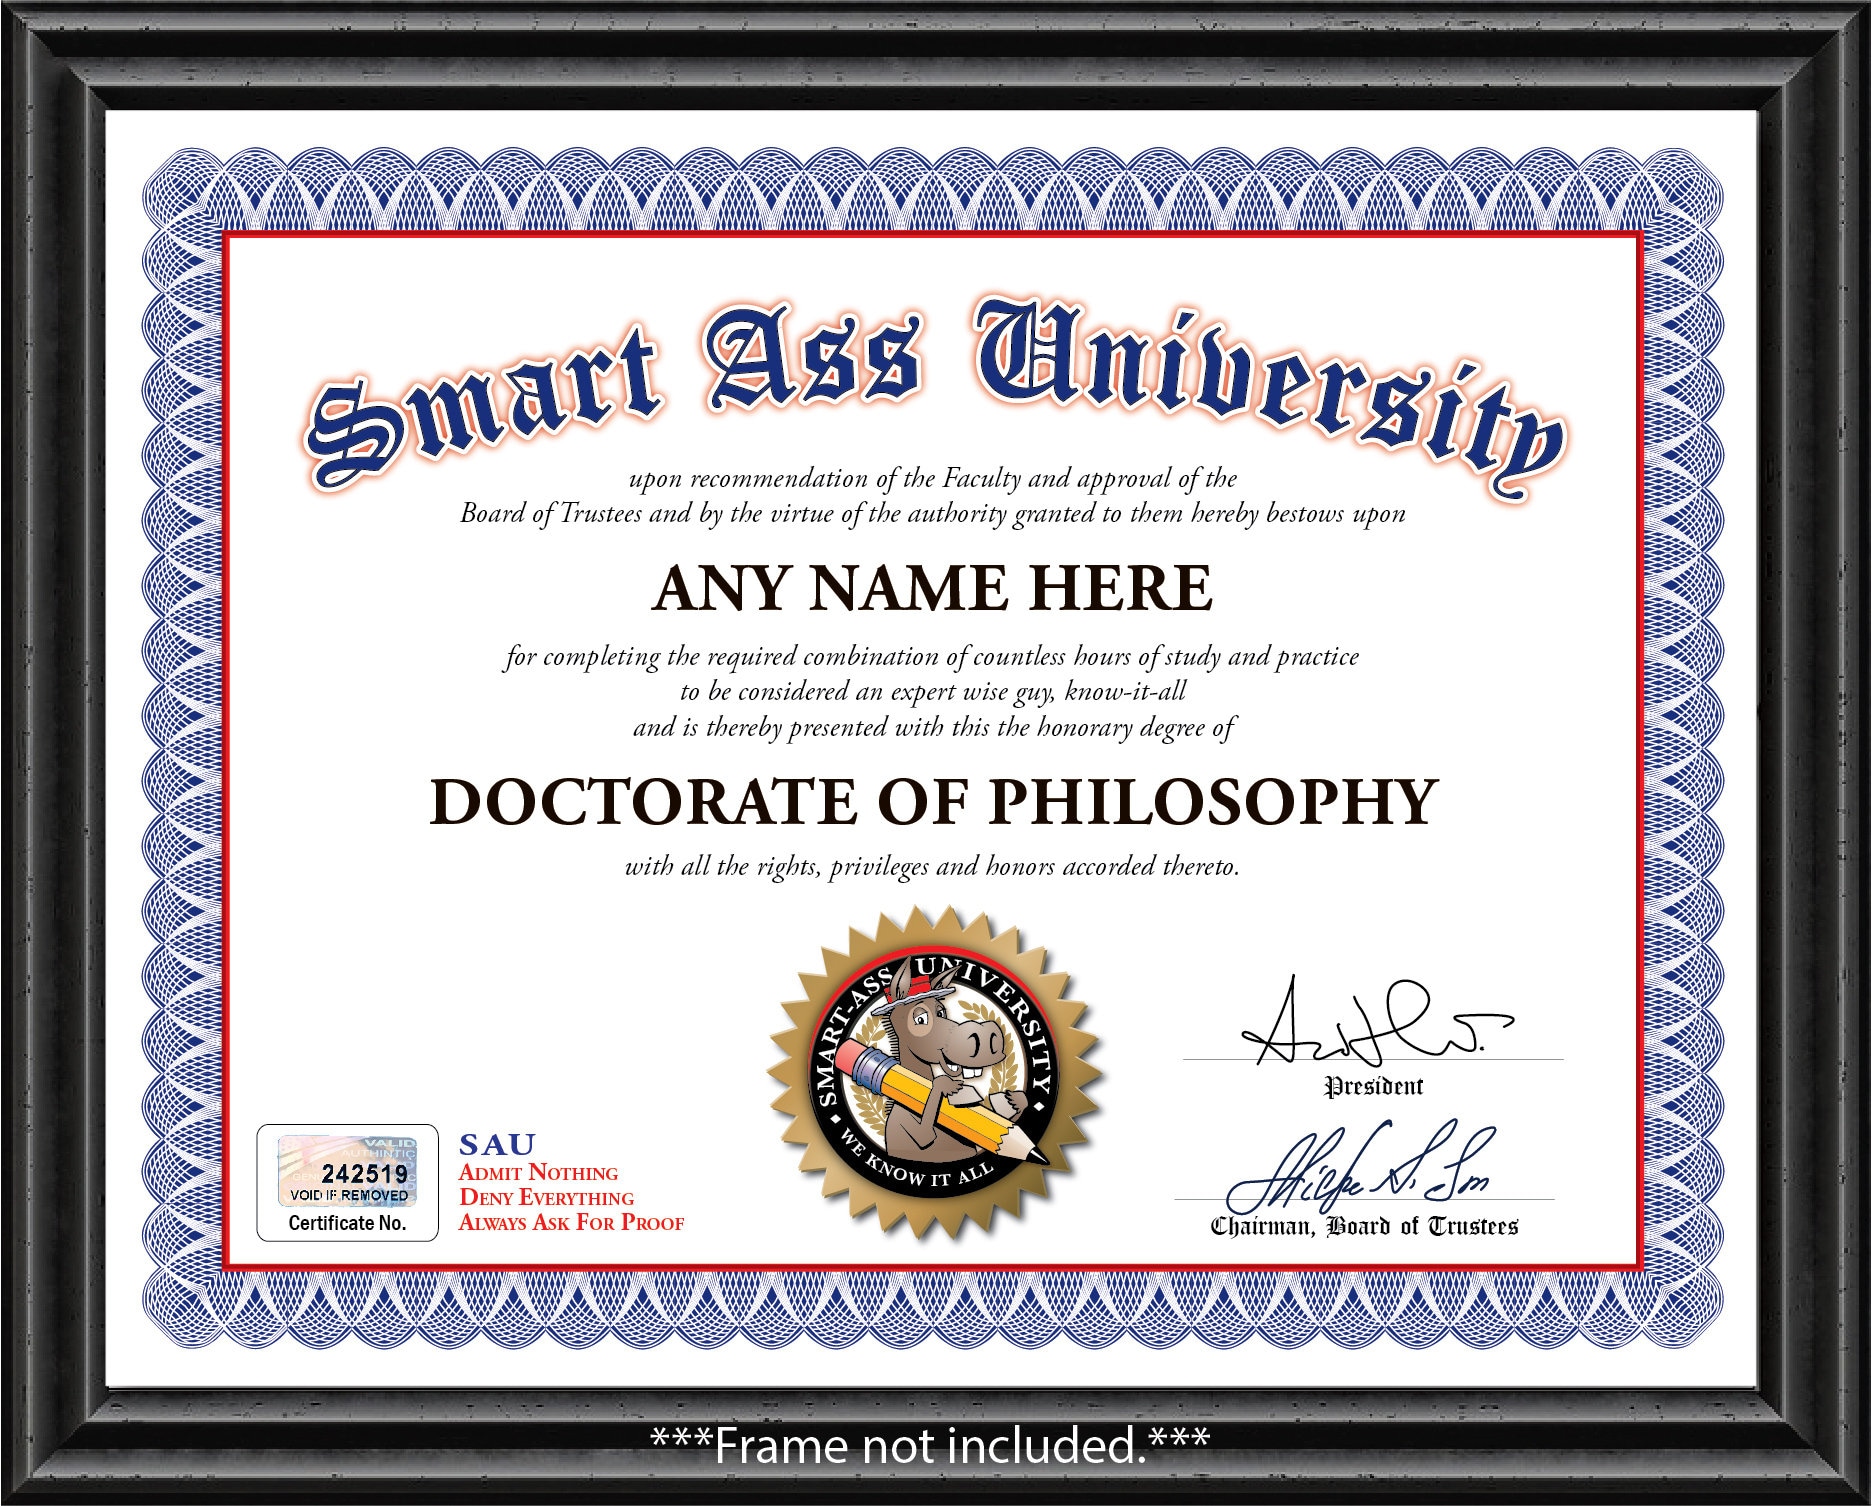 Smart Ass University
upon recommendation of the Faculty and approval of the
Board of Trustees and by the virtue of the authority granted to them hereby bestows upon
ANY NAME HERE
for completing the required combination of countless hours of study and practice
to be considered an expert wise guy, know-it-all
and is thereby presented with this the honorary degree of
DOCTORATE OF PHILOSOPHY
with all the rights, privileges and honors accorded thereto.
SMART-ASS UNIVERSITY
WE KNOW IT ALL
President
Chairman, Board of Trustees
VALID
AUTHINTIC
242519
VOID IF REMOVED
Certificate No.
SAU
ADMIT NOTHING
DENY EVERYTHING
ALWAYS ASK FOR PROOF
***Frame not included.***